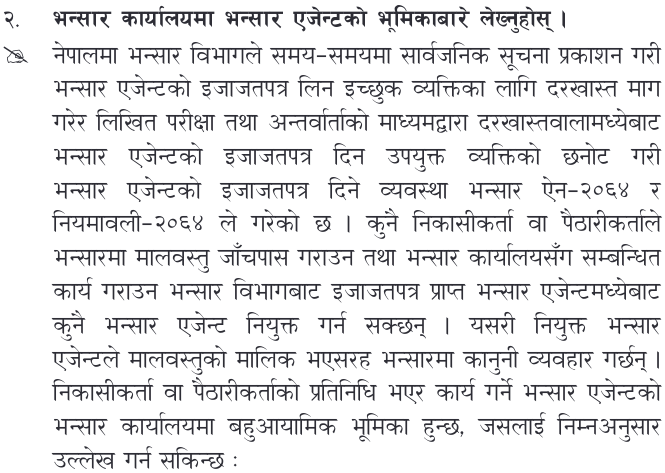 २. भन्सार कार्यालयमा भन्सार एजेन्टको भूमिकाबारे लेख्नुहोस् ।
नेपालमा भन्सार विभागले समय-समयमा सार्वजनिक सूचना प्रकाशन गरी
भन्सार एजेन्टको इजाजतपत्र लिन इच्छुक व्यक्तिका लागि दरखास्त माग
गरेर लिखित परीक्षा तथा अन्तर्वार्ताको माध्यमद्वारा दरखास्तवालामध्येबाट
भन्सार एजेन्टको इजाजतपत्र दिन उपयुक्त व्यक्तिको छनोट गरी
भन्सार एजेन्टको इजाजतपत्र दिने व्यवस्था भन्सार ऐन-२०६४ र
नियमावली-२०६४ ले गरेको छ । कुनै निकासीकर्ता वा पैठारीकर्ताले
भन्सारमा मालवस्तु जाँचपास गराउन तथा भन्सार कार्यालयसँग सम्बन्धित
कार्य गराउन भन्सार विभागबाट इजाजतपत्र प्राप्त भन्सार एजेन्टमध्येबाट
कुनै भन्सार एजेन्ट नियुक्त गर्न सक्छन् । यसरी नियुक्त भन्सार
एजेन्टले मालवस्तुको मालिक भएसरह भन्सारमा कानुनी व्यवहार गर्छन् ।
निकासीकर्ता वा पैठारीकर्ताको प्रतिनिधि भएर कार्य गर्ने भन्सार एजेन्टको
भन्सार कार्यालयमा बहुआयामिक भूमिका हुन्छ, जसलाई निम्नअनुसार
उल्लेख गर्न सकिन्छ :